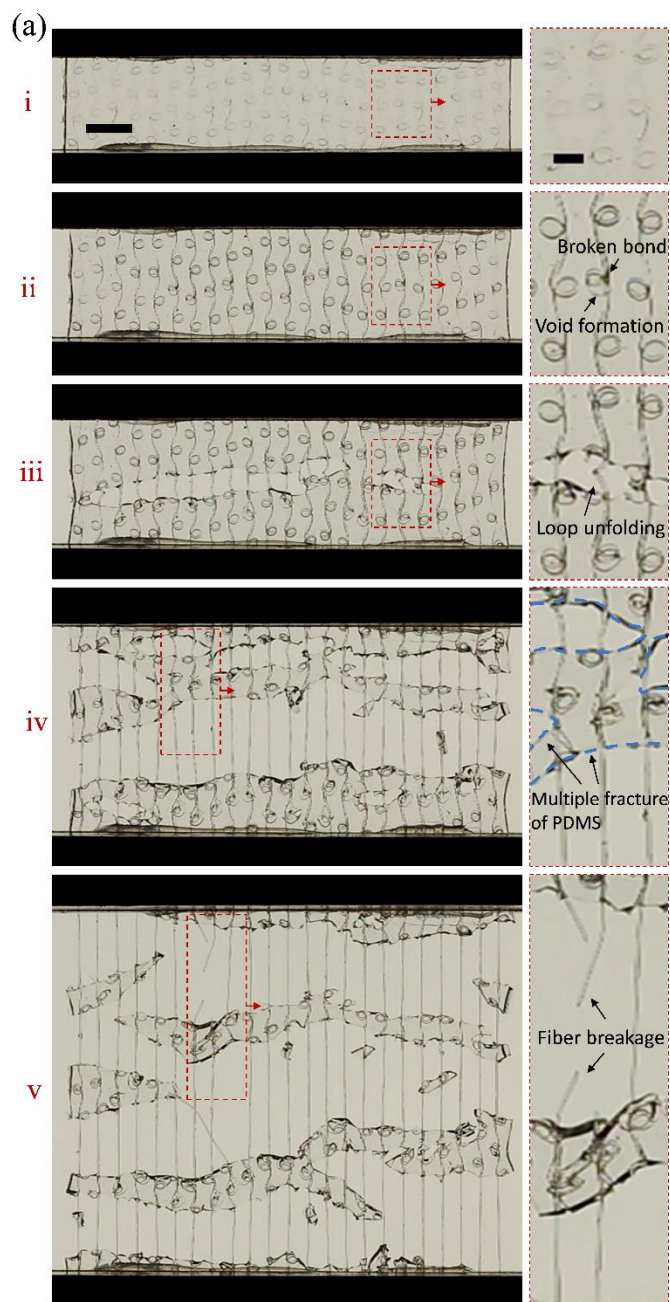 (a)
i
ii
Broken bond
Void formation
iii
Loop unfolding
iv
Multiple fracture
of PDMS
v
Fiber breakage